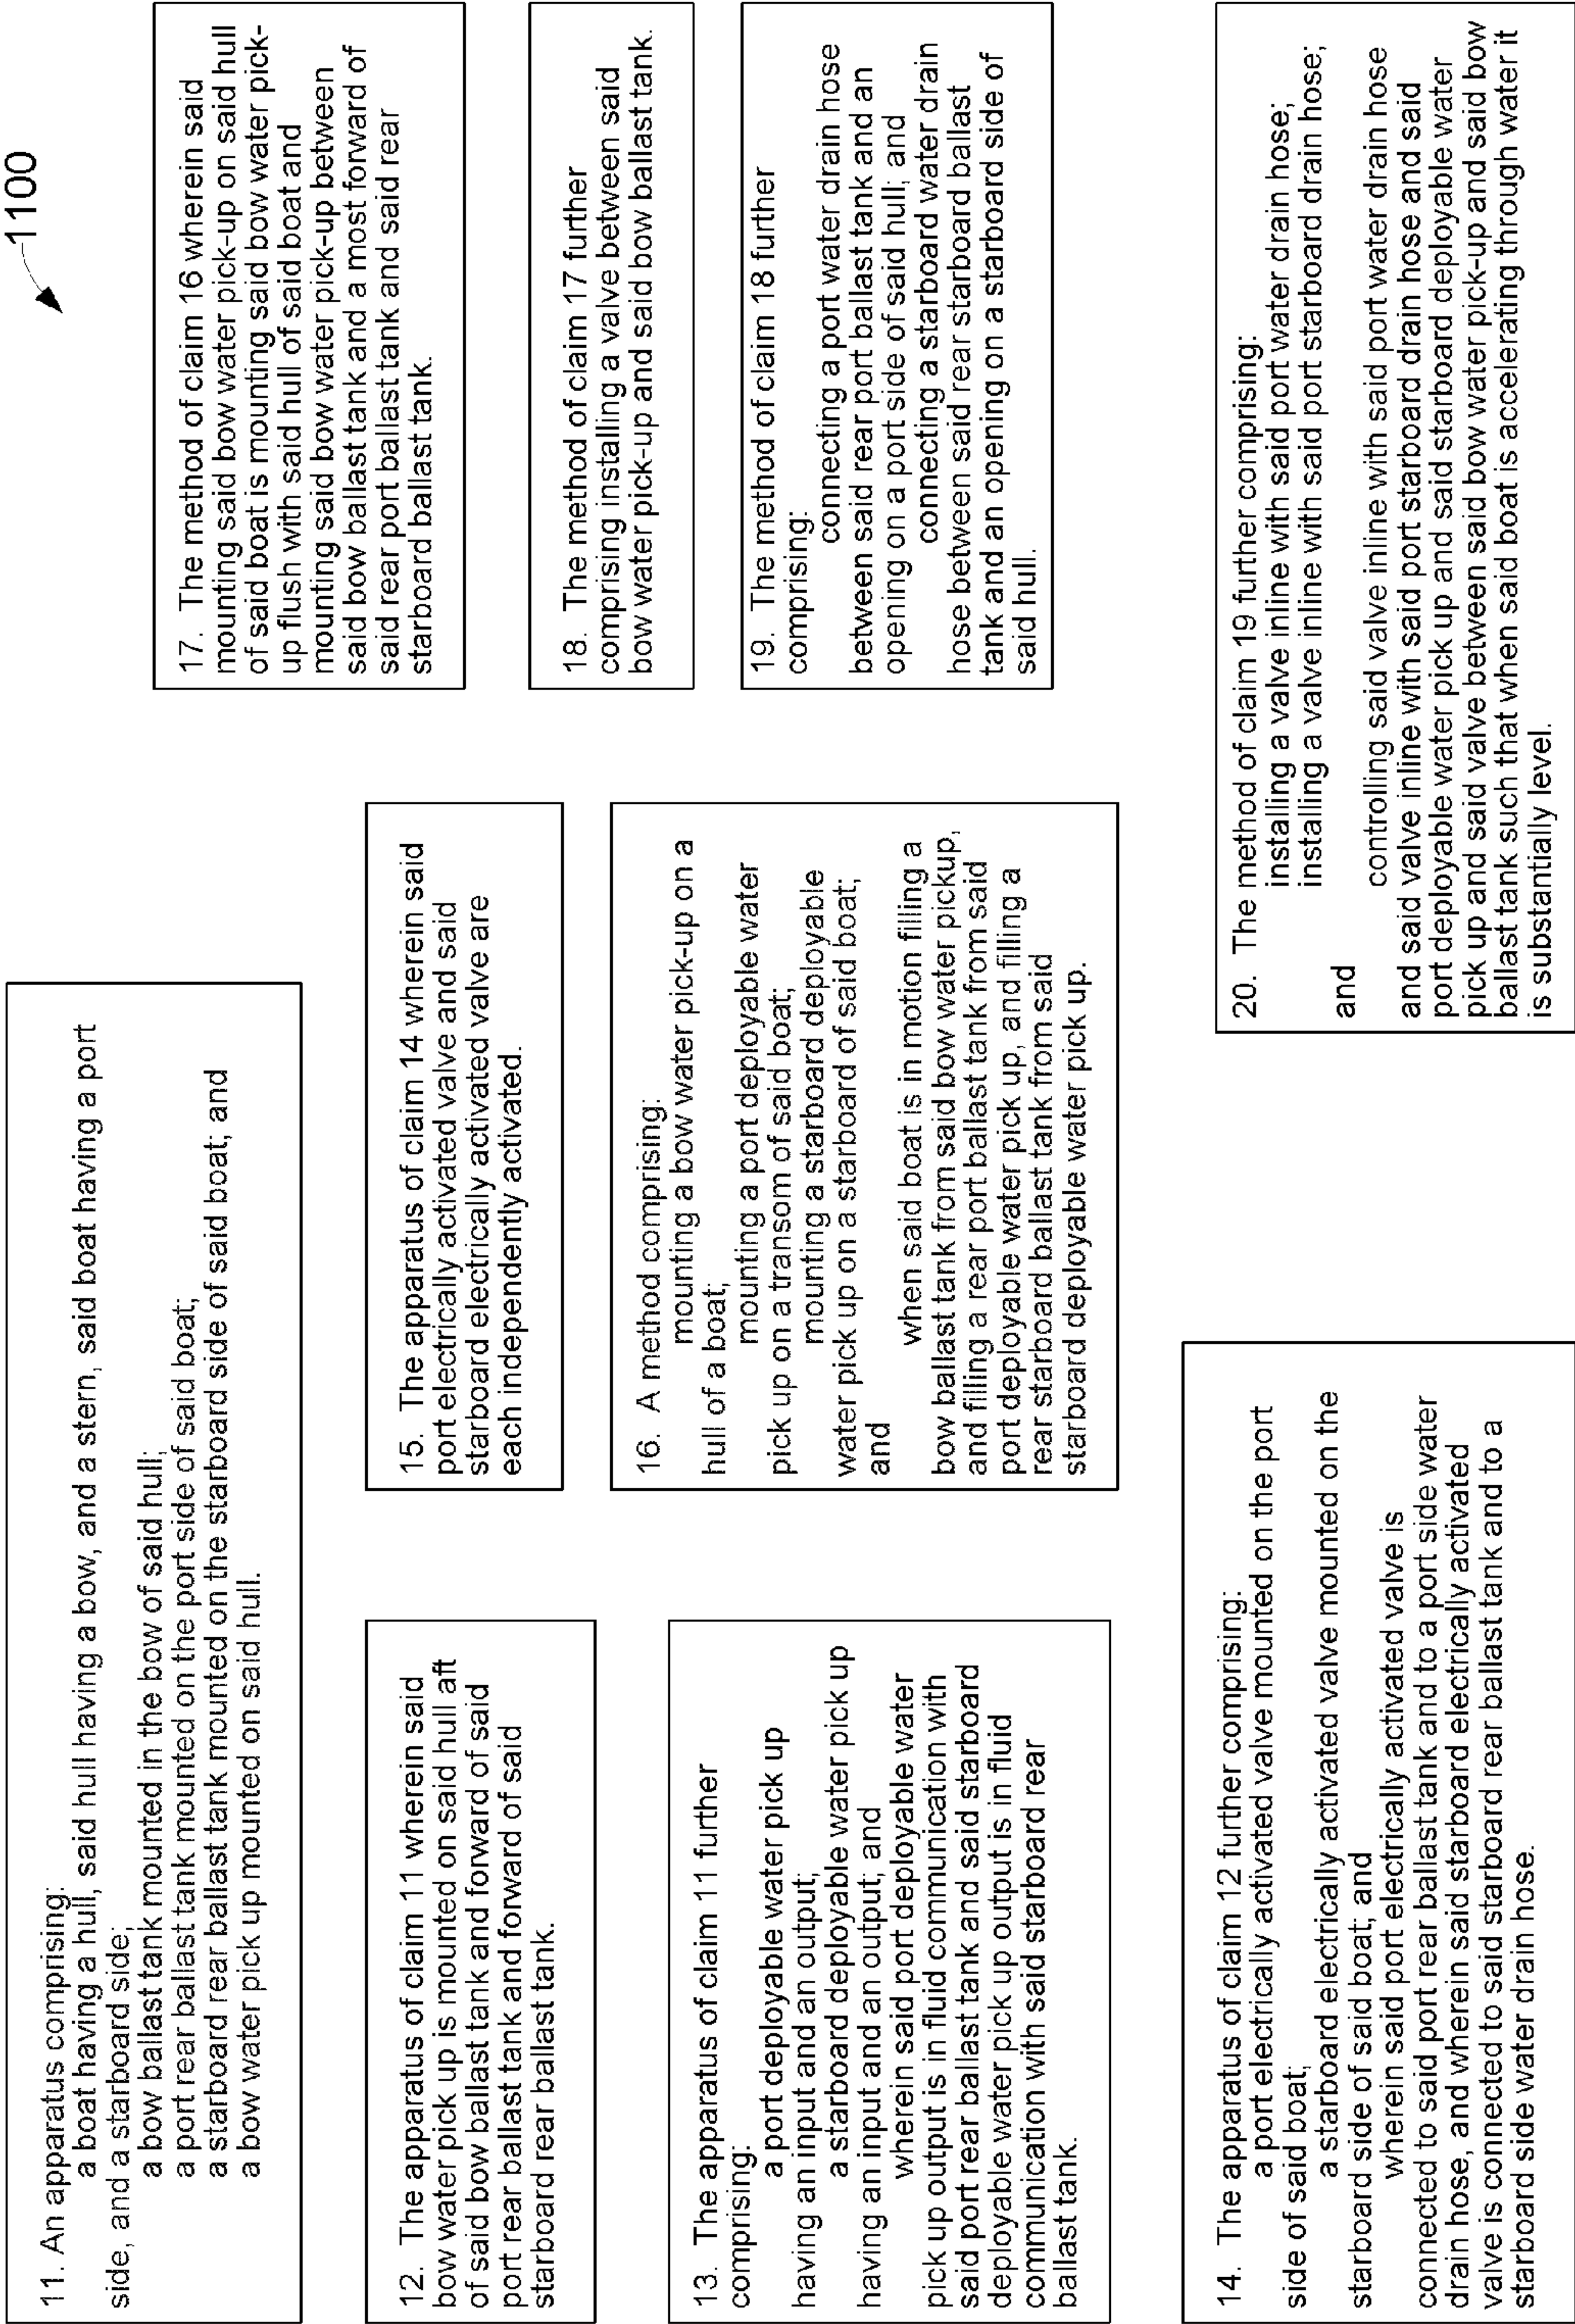 1100
11. An apparatus comprising:
a boat having a hull, said hull having a bow, and a stern, said boat having a port
side, and a starboard side;
a bow ballast tank mounted in the bow of said hull;
a port rear ballast tank mounted on the port side of said boat;
a starboard rear ballast tank mounted on the starboard side of said boat; and
a bow water pick up mounted on said hull.
12. The apparatus of claim 11 wherein said
bow water pick up is mounted on said hull aft
of said bow ballast tank and forward of said
port rear ballast tank and forward of said
starboard rear ballast tank.
13. The apparatus of claim 11 further
comprising:
a port deployable water pick up
having an input and an output;
a starboard deployable water pick up
having an input and an output; and
wherein said port deployable water
pick up output is in fluid communication with
said port rear ballast tank and said starboard
deployable water pick up output is in fluid
communication with said starboard rear
ballast tank.
14. The apparatus of claim 12 further comprising:
a port electrically activated valve mounted on the port
side of said boat;
a starboard electrically activated valve mounted on the
starboard side of said boat; and
wherein said port electrically activated valve is
connected to said port rear ballast tank and to a port side water
drain hose, and wherein said starboard electrically activated
valve is connected to said starboard rear ballast tank and to a
starboard side water drain hose.
15. The apparatus of claim 14 wherein said
port electrically activated valve and said
starboard electrically activated valve are
each independently activated.
16. A method comprising:
mounting a bow water pick-up on a
hull of a boat;
mounting a port deployable water
pick up on a transom of said boat;
mounting a starboard deployable
water pick up on a starboard of said boat;
and
when said boat is in motion filling a
bow ballast tank from said bow water pickup,
and filling a rear port ballast tank from said
port deployable water pick up, and filling a
rear starboard ballast tank from said
starboard deployable water pick up.
17. The method of claim 16 wherein said
mounting said bow water pick-up on said hull
of said boat is mounting said bow water pick-
up flush with said hull of said boat and
mounting said bow water pick-up between
said bow ballast tank and a most forward of
said rear port ballast tank and said rear
starboard ballast tank.
18. The method of claim 17 further
comprising installing a valve between said
bow water pick-up and said bow ballast tank.
19. The method of claim 18 further
comprising:
connecting a port water drain hose
between said rear port ballast tank and an
opening on a port side of said hull; and
connecting a starboard water drain
hose between said rear starboard ballast
tank and an opening on a starboard side of
said hull.
20. The method of claim 19 further comprising:
installing a valve inline with said port water drain hose;
installing a valve inline with said port starboard drain hose;
and
controlling said valve inline with said port water drain hose
and said valve inline with said port starboard drain hose and said
port deployable water pick up and said starboard deployable water
pick up and said valve between said bow water pick-up and said bow
ballast tank such that when said boat is accelerating through water it
is substantially level.